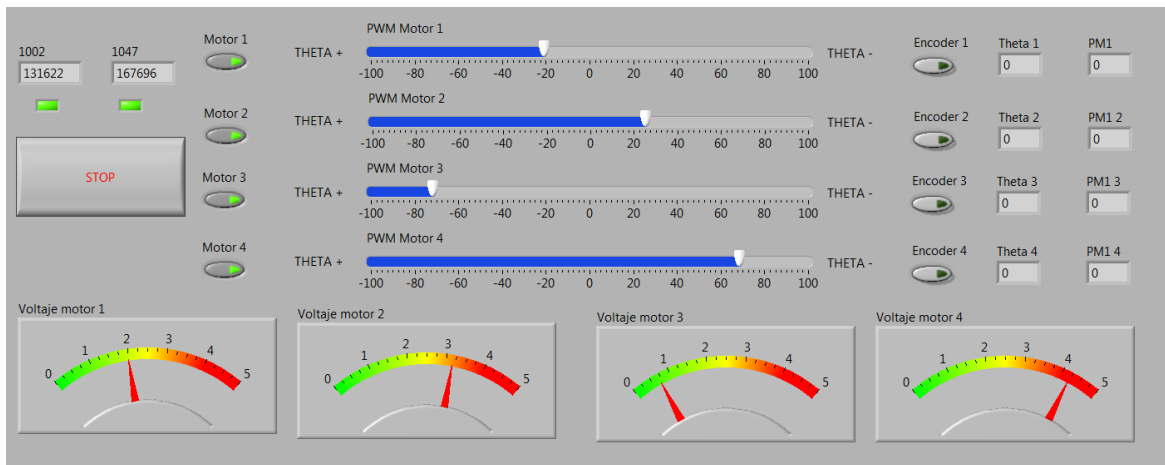 1002 1047
131622 167696
STOP
Motor 1
Motor 2
Motor 3
Motor 4
PWM Motor 1
THETA + THETA -
-100 -80 -60 -40 -20 0 20 40 60 80 100
PWM Motor 2
THETA + THETA -
-100 -80 -60 -40 -20 0 20 40 60 80 100
PWM Motor 3
THETA + THETA -
-100 -80 -60 -40 -20 0 20 40 60 80 100
PWM Motor 4
THETA + THETA -
-100 -80 -60 -40 -20 0 20 40 60 80 100
Encoder 1 Theta 1 PM1
0 0
Encoder 2 Theta 2 PM1 2
0 0
Encoder 3 Theta 3 PM1 3
0 0
Encoder 4 Theta 4 PM1 4
0 0
Voltaje motor 1
0 1 2 3 4 5
Voltaje motor 2
0 1 2 3 4 5
Voltaje motor 3
0 1 2 3 4 5
Voltaje motor 4
0 1 2 3 4 5